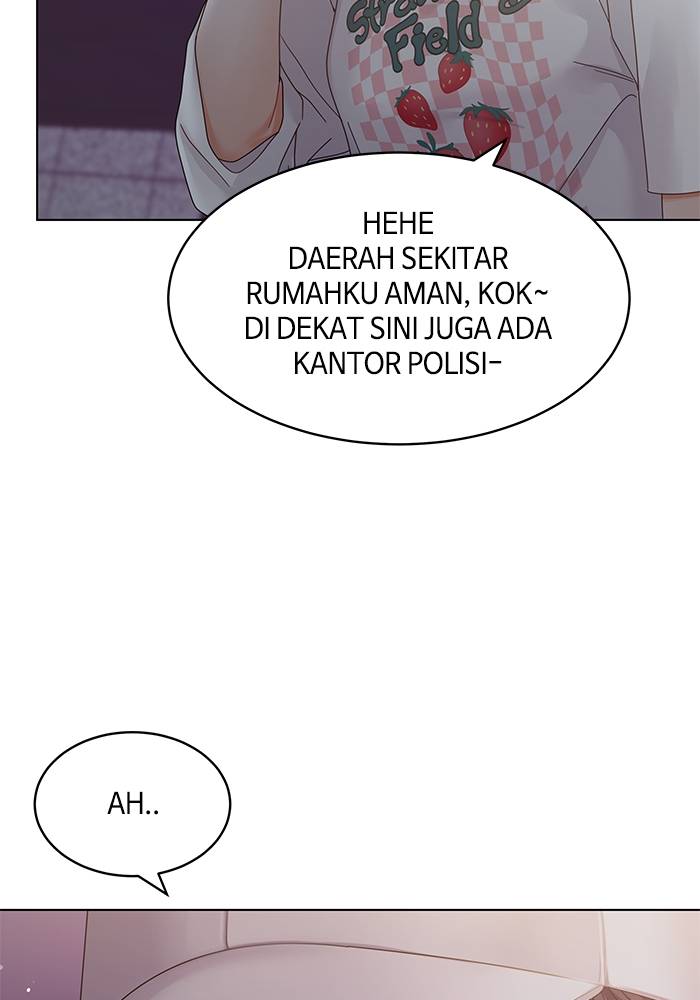 Field
HEHE
DAERAH SEKITAR
RUMAHKU AMAN, KOK~
DI DEKAT SINI JUGA ADA
KANTOR POLISI-
AH..